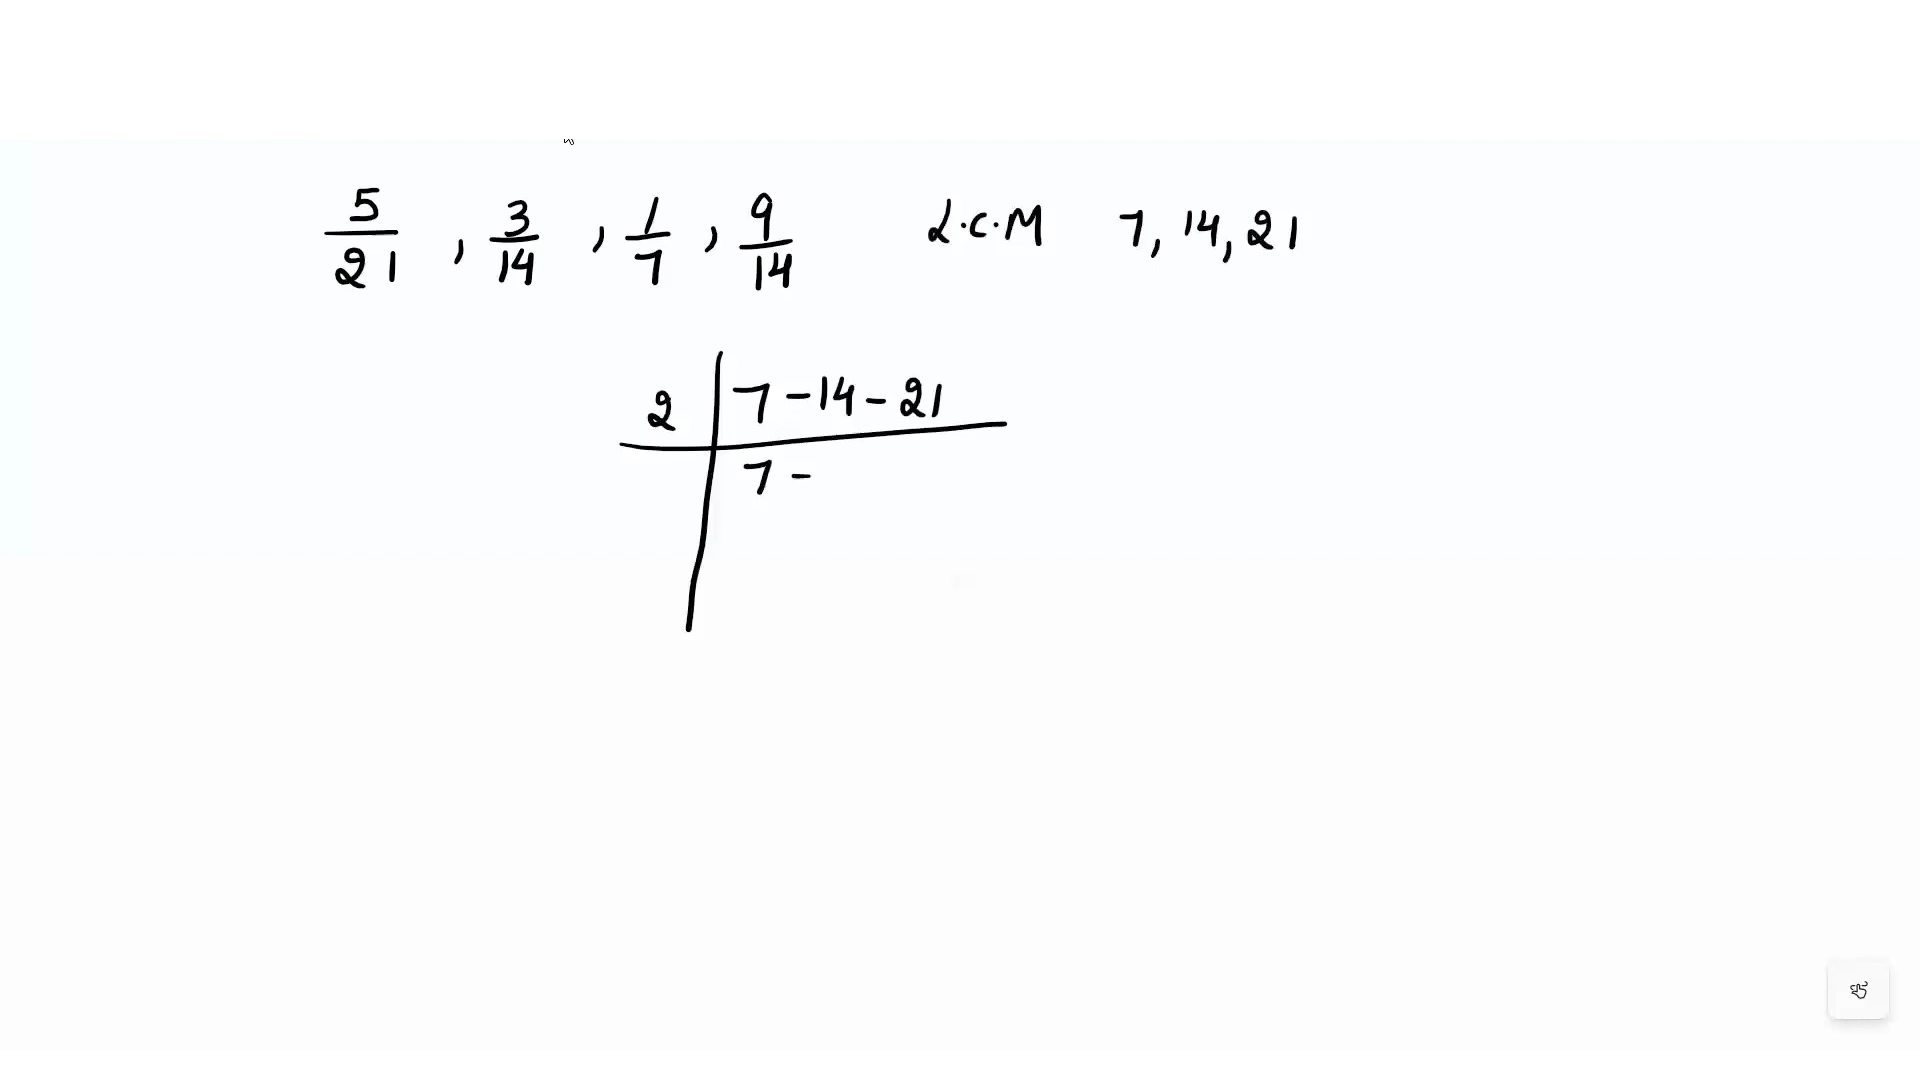 5/21 , 3/14 , 1/7 , 9/14 L.C.M 7, 14, 21
2 | 7 - 14 - 21
7 -